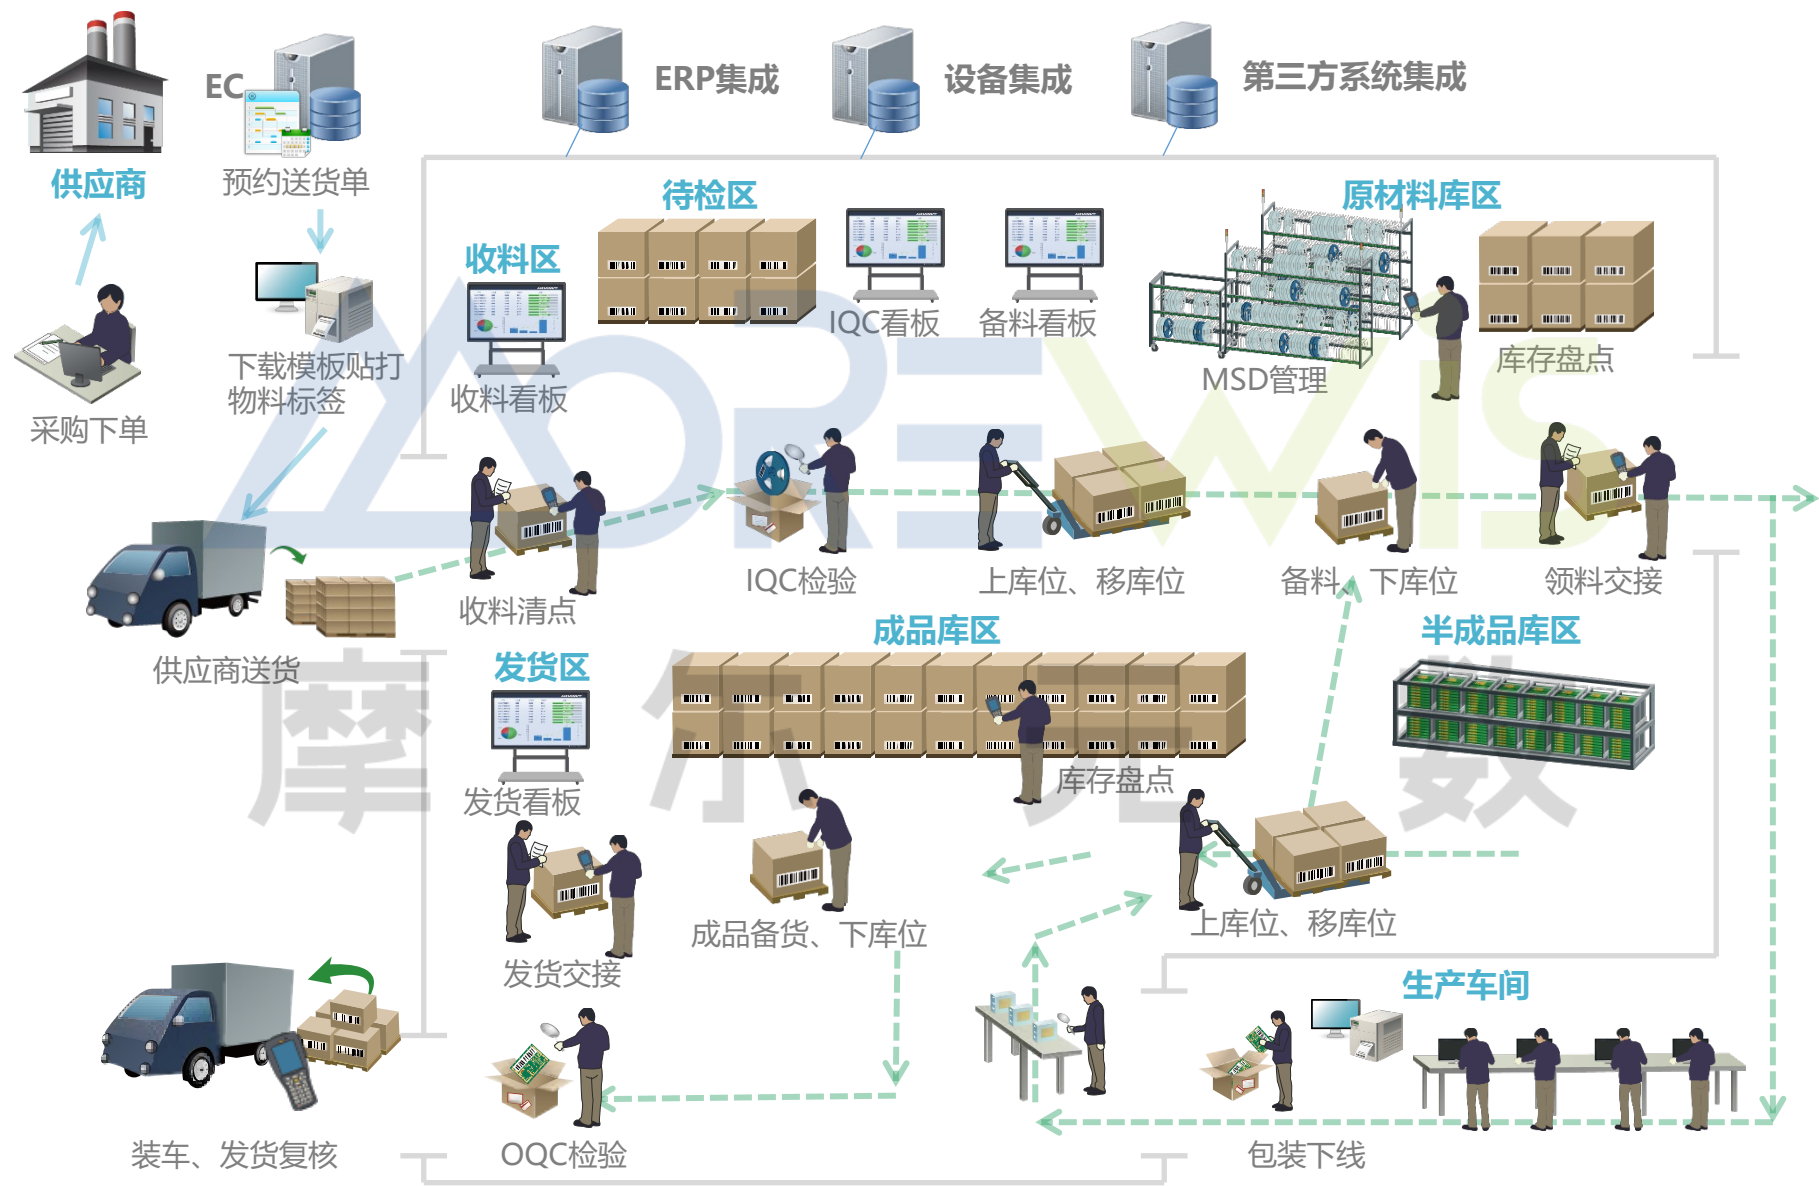 EC
ERP集成
设备集成
第三方系统集成
供应商
预约送货单
待检区
原材料库区
收料区
IQC看板
备料看板
下载模板贴打
物料标签
收料看板
MSD管理
库存盘点
采购下单
收料清点
IQC检验
上库位、移库位
备料、下库位
领料交接
供应商送货
发货区
成品库区
半成品库区
MOREWIS
摩尔元数
发货看板
库存盘点
成品备货、下库位
上库位、移库位
发货交接
生产车间
装车、发货复核
OQC检验
包装下线